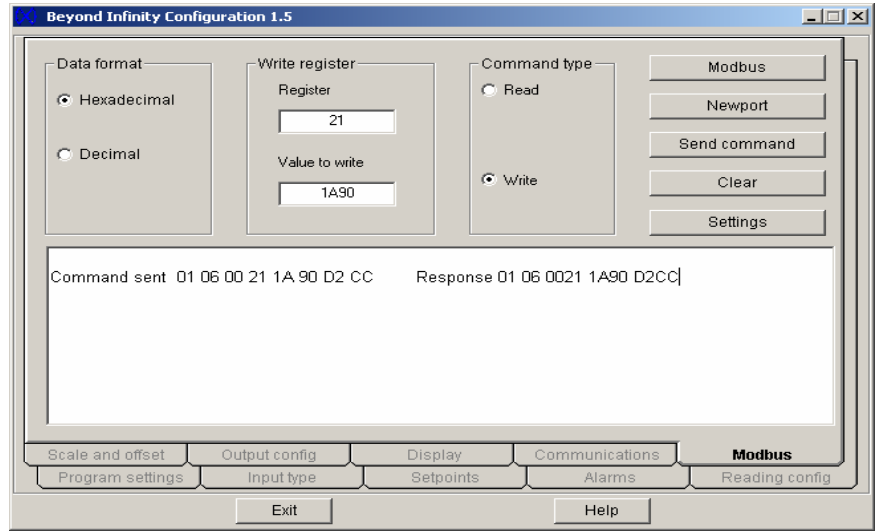 Beyond Infinity Configuration 1.5
Data format
Hexadecimal
Decimal
Write register
Register
21
Value to write
1A90
Command type
Read
Write
Modbus
Newport
Send command
Clear
Settings
Command sent 01 06 00 21 1A 90 D2 CC Response 01 06 0021 1A90 D2CC
Scale and offset Output config Display Communications Modbus
Program settings Input type Setpoints Alarms Reading config
Exit Help